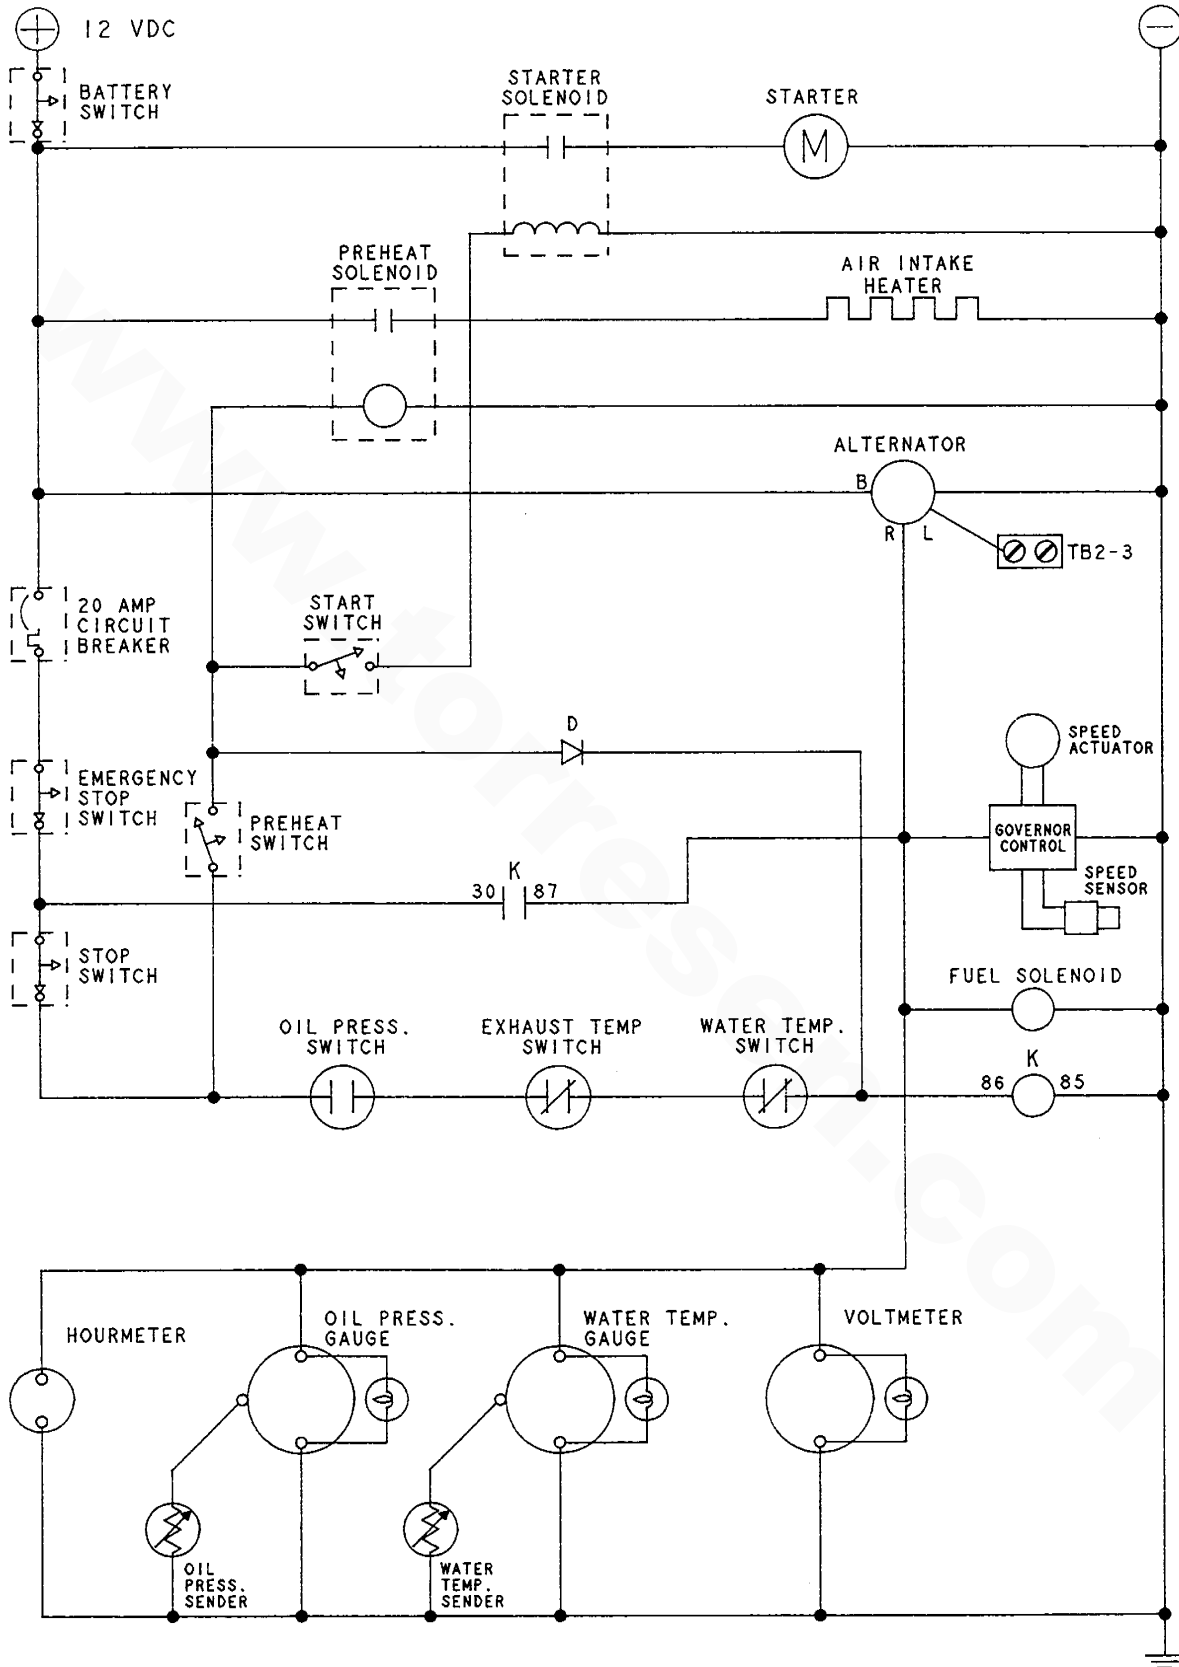 12 VDC
BATTERY
SWITCH
STARTER
SOLENOID
STARTER
M
PREHEAT
SOLENOID
AIR INTAKE
HEATER
ALTERNATOR
B
R L
TB2-3
20 AMP
CIRCUIT
BREAKER
START
SWITCH
D
SPEED
ACTUATOR
EMERGENCY
STOP
SWITCH
PREHEAT
SWITCH
GOVERNOR
CONTROL
K
30 87
SPEED
SENSOR
STOP
SWITCH
FUEL SOLENOID
OIL PRESS.
SWITCH
EXHAUST TEMP
SWITCH
WATER TEMP.
SWITCH
K
86 85
HOURMETER
OIL PRESS.
GAUGE
WATER TEMP.
GAUGE
VOLTMETER
OIL
PRESS.
SENDER
WATER
TEMP.
SENDER
www.torresen.com